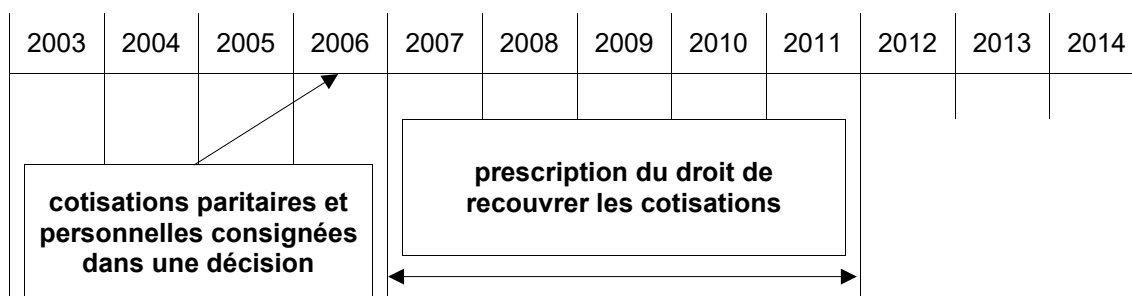 2003 2004 2005 2006 2007 2008 2009 2010 2011 2012 2013 2014
cotisations paritaires et
personnelles consignées
dans une décision
prescription du droit de
recouvrer les cotisations